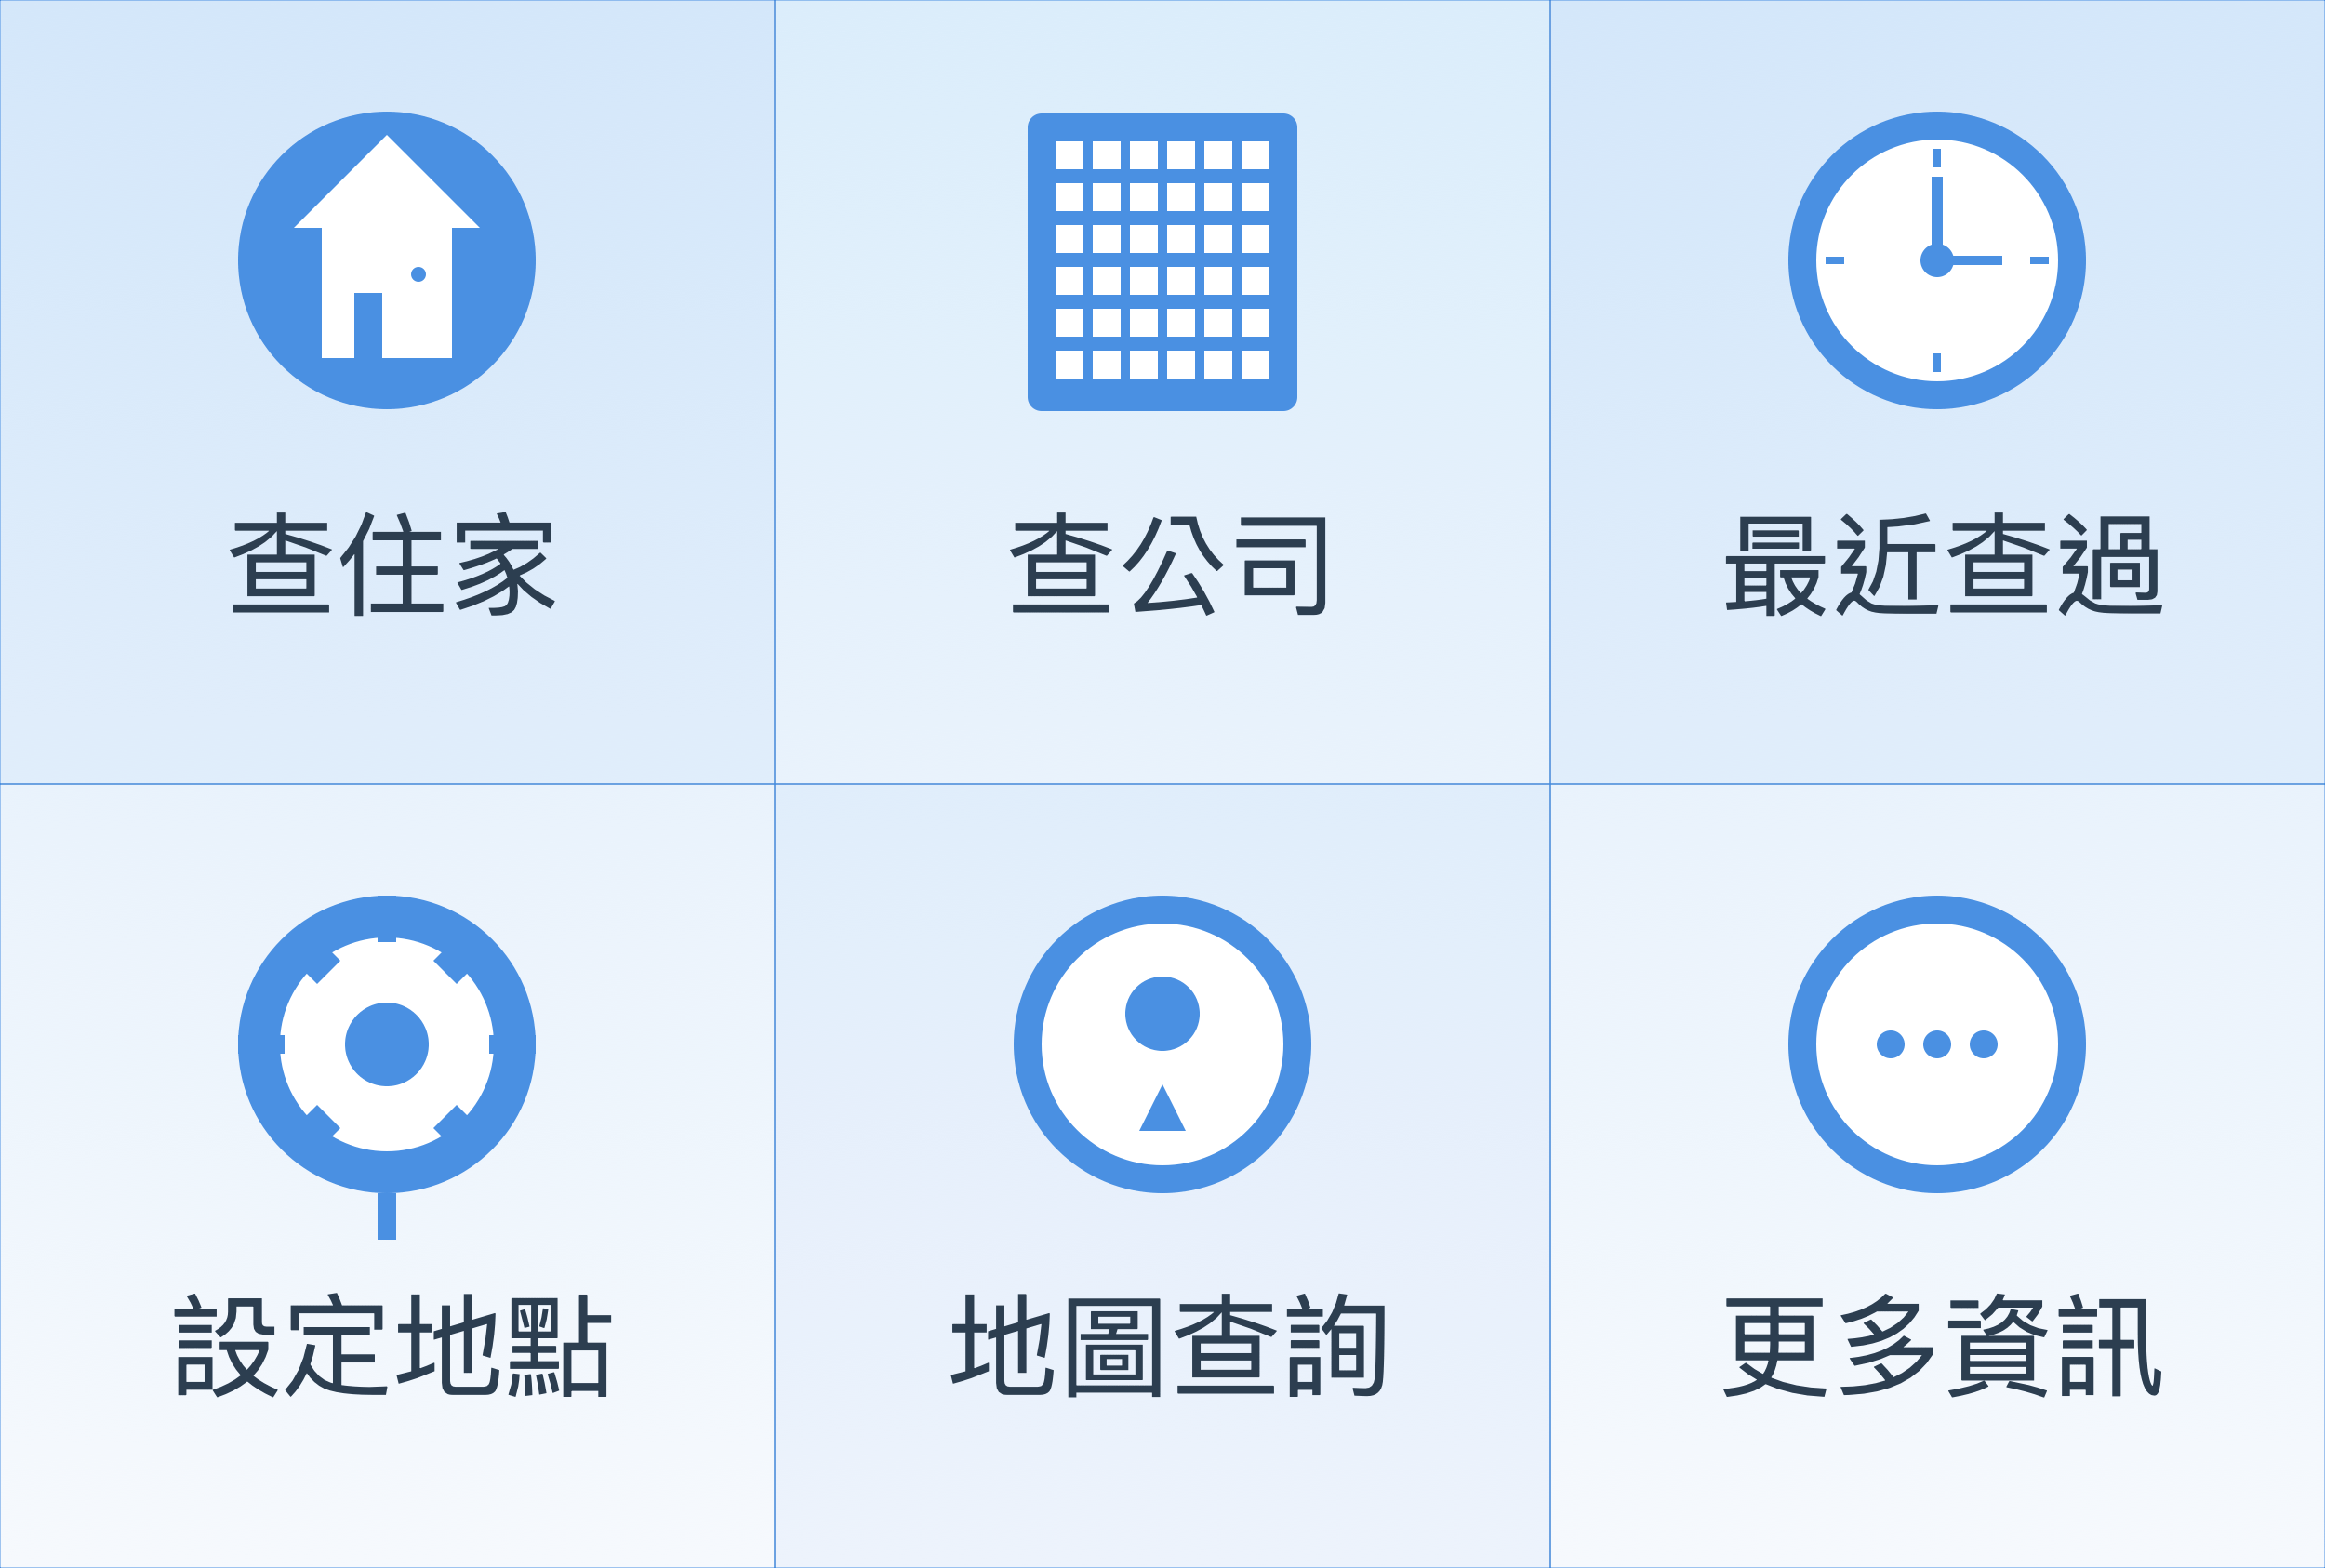 查住家
查公司
最近查過
設定地點
地圖查詢
更多資訊